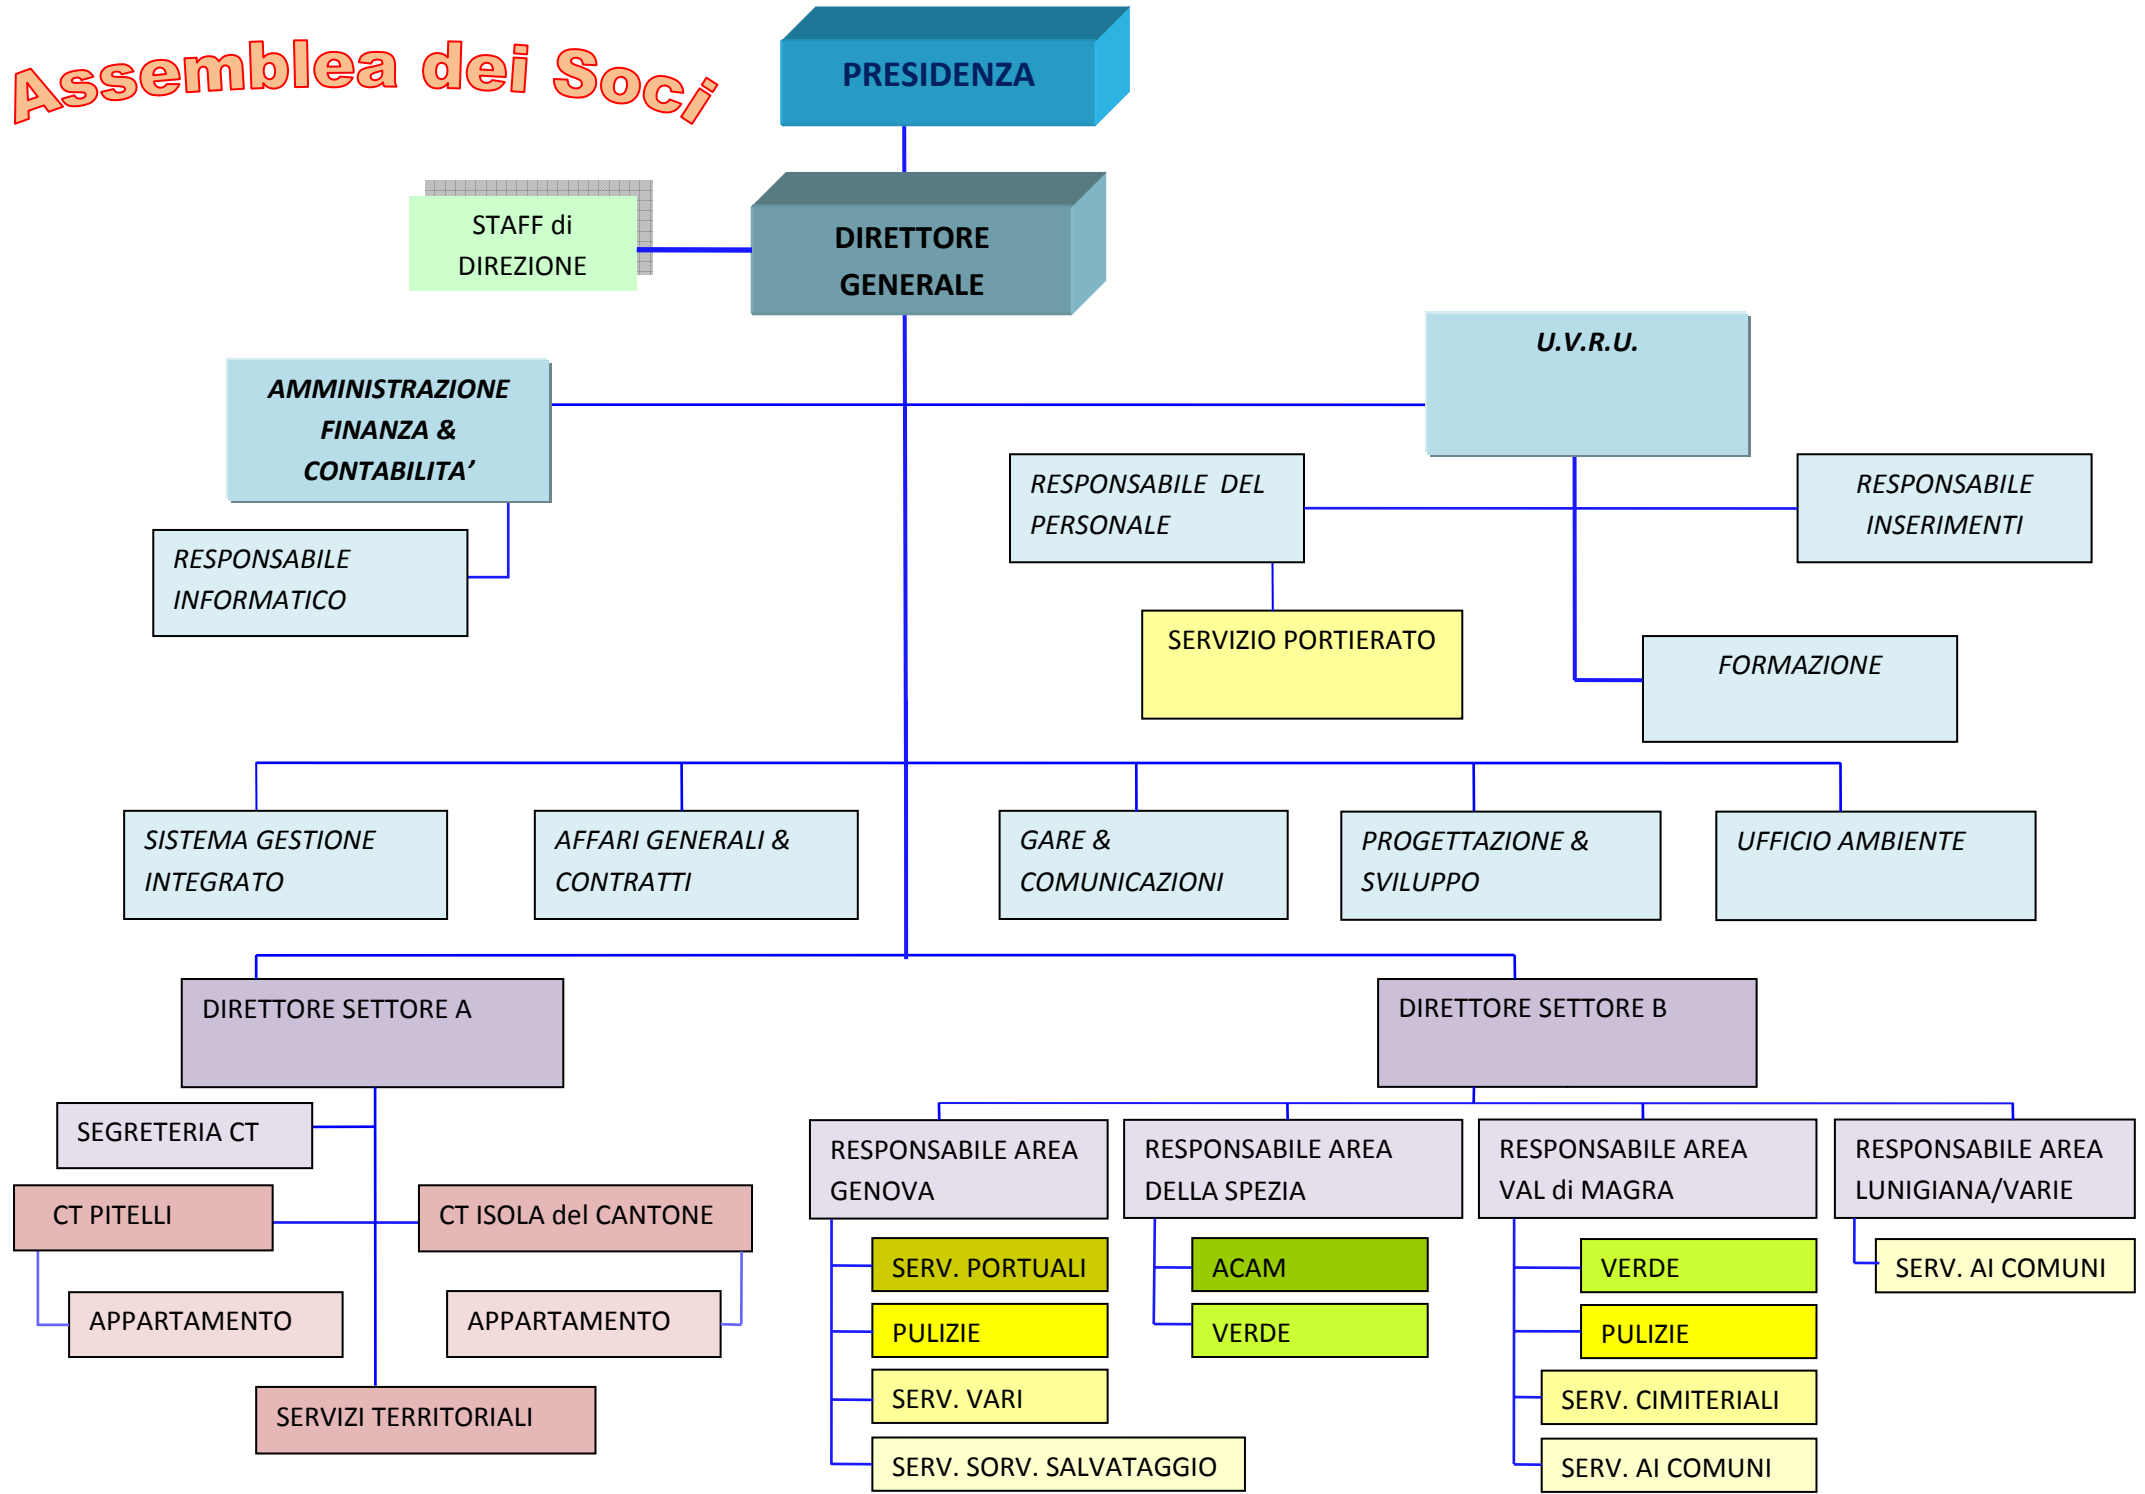 Assemblea dei Soci
PRESIDENZA
STAFF di
DIREZIONE
DIRETTORE
GENERALE
U.V.R.U.
AMMINISTRAZIONE
FINANZA &
CONTABILITA’
RESPONSABILE DEL
PERSONALE
RESPONSABILE
INSERIMENTI
RESPONSABILE
INFORMATICO
SERVIZIO PORTIERATO
FORMAZIONE
SISTEMA GESTIONE
INTEGRATO
AFFARI GENERALI &
CONTRATTI
GARE &
COMUNICAZIONI
PROGETTAZIONE &
SVILUPPO
UFFICIO AMBIENTE
DIRETTORE SETTORE A
DIRETTORE SETTORE B
SEGRETERIA CT
CT PITELLI
CT ISOLA del CANTONE
APPARTAMENTO
APPARTAMENTO
SERVIZI TERRITORIALI
RESPONSABILE AREA
GENOVA
SERV. PORTUALI
PULIZIE
SERV. VARI
SERV. SORV. SALVATAGGIO
RESPONSABILE AREA
DELLA SPEZIA
ACAM
VERDE
RESPONSABILE AREA
VAL di MAGRA
VERDE
PULIZIE
SERV. CIMITERIALI
SERV. AI COMUNI
RESPONSABILE AREA
LUNIGIANA/VARIE
SERV. AI COMUNI